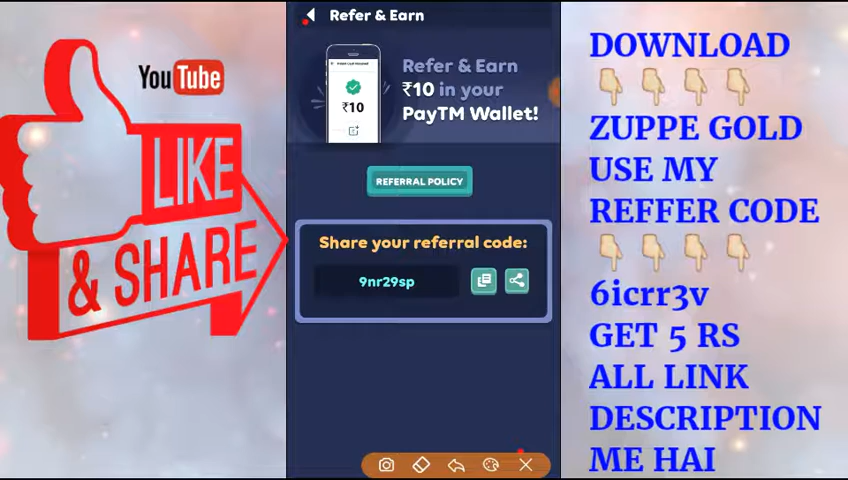 YouTube
LIKE
& SHARE
Refer & Earn
₹10
Refer & Earn
₹10 in your
PayTM Wallet!
REFERRAL POLICY
Share your referral code:
9nr29sp
DOWNLOAD
👇🏼 👇🏼 👇🏼 👇🏼
ZUPPE GOLD
USE MY
REFFER CODE
👇🏼 👇🏼 👇🏼 👇🏼
6icrr3v
GET 5 RS
ALL LINK
DESCRIPTION
ME HAI